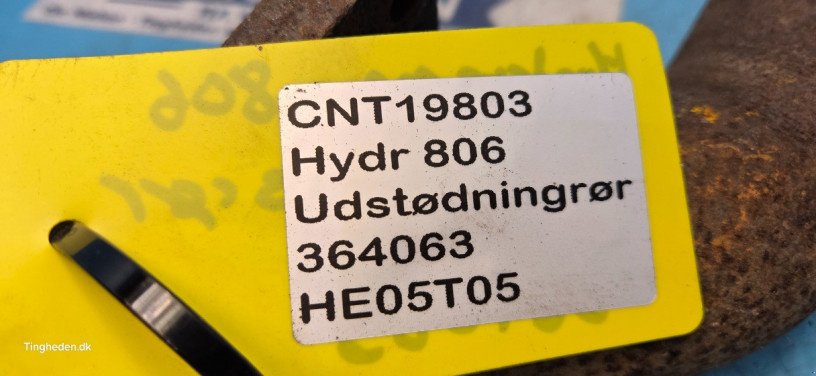 CNT19803
Hydr 806
Udstødningrør
364063
HE05T05
Tingheden.dk